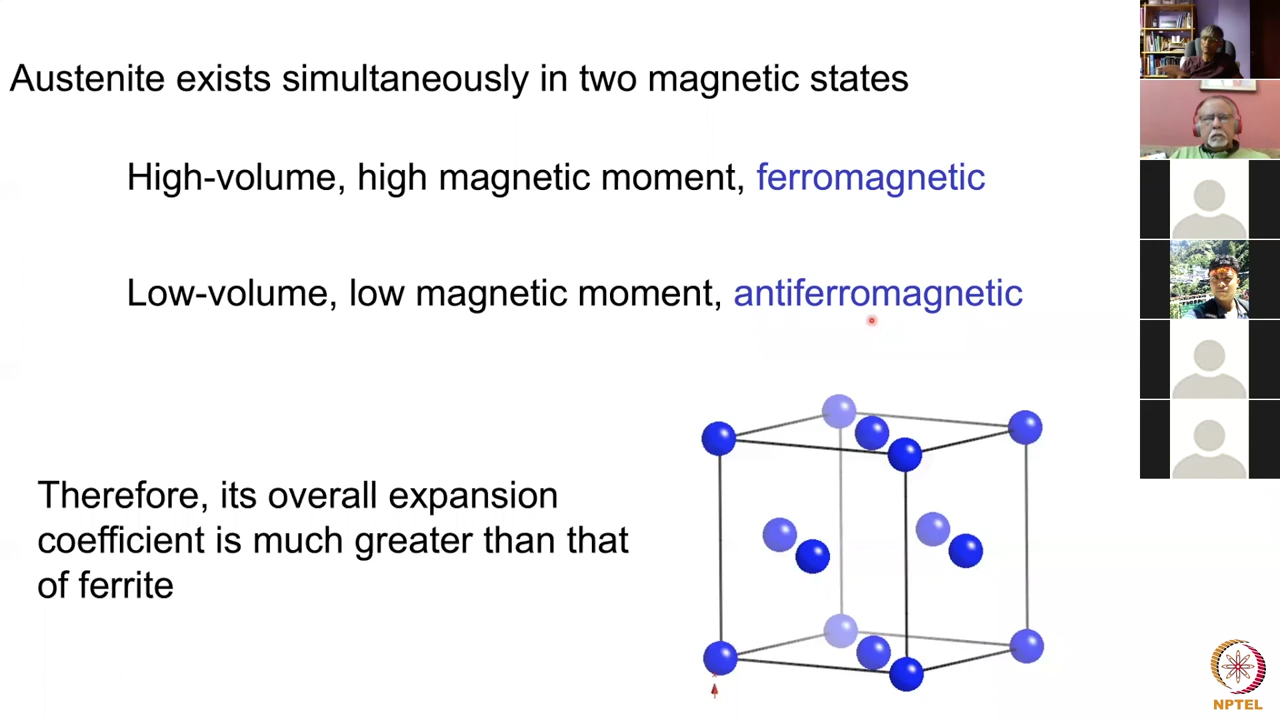 Austenite exists simultaneously in two magnetic states
High-volume, high magnetic moment, ferromagnetic
Low-volume, low magnetic moment, antiferromagnetic
Therefore, its overall expansion
coefficient is much greater than that
of ferrite
NPTEL